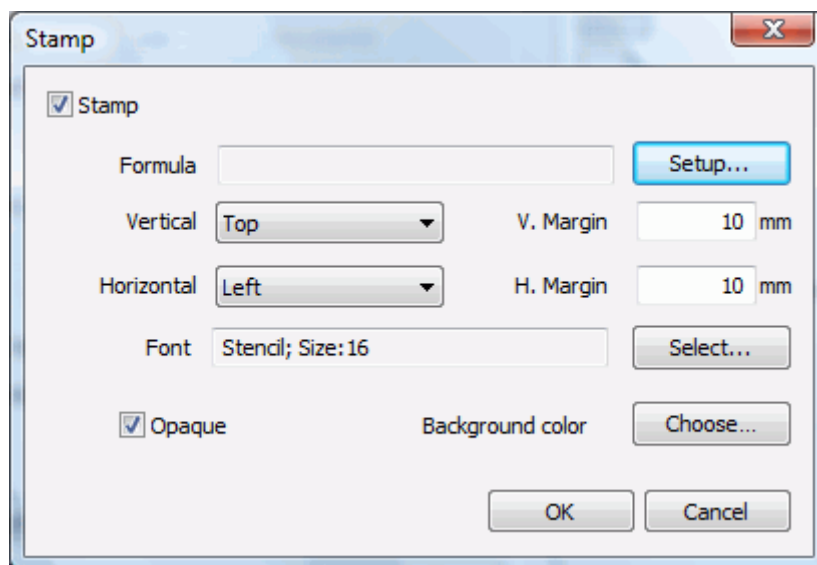 Stamp
Stamp
Formula Setup...
Vertical Top V. Margin 10 mm
Horizontal Left H. Margin 10 mm
Font Stencil; Size:16 Select...
Opaque Background color Choose...
OK Cancel